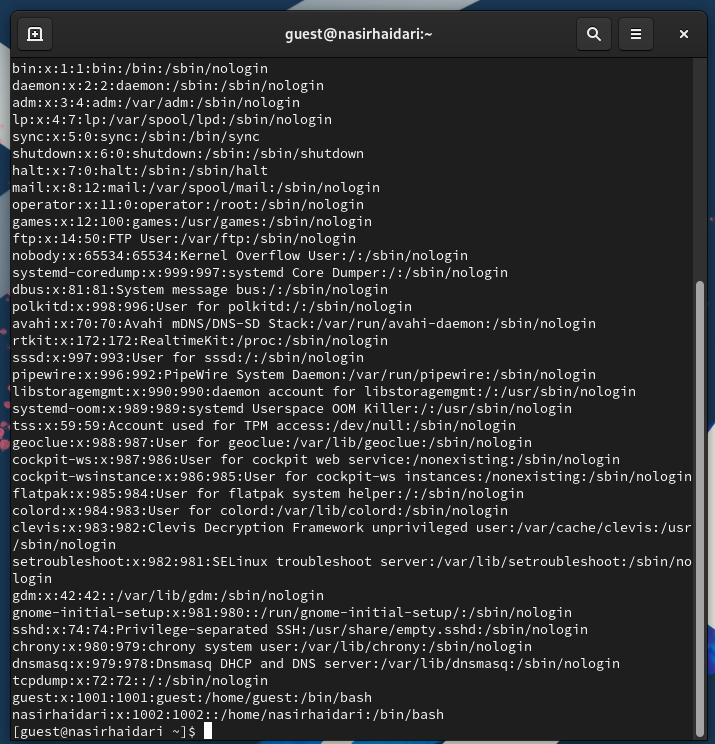 guest@nasirhaidari:~
bin:x:1:1:bin:/bin:/sbin/nologin
daemon:x:2:2:daemon:/sbin:/sbin/nologin
adm:x:3:4:adm:/var/adm:/sbin/nologin
lp:x:4:7:lp:/var/spool/lpd:/sbin/nologin
sync:x:5:0:sync:/sbin:/bin/sync
shutdown:x:6:0:shutdown:/sbin:/sbin/shutdown
halt:x:7:0:halt:/sbin:/sbin/halt
mail:x:8:12:mail:/var/spool/mail:/sbin/nologin
operator:x:11:0:operator:/root:/sbin/nologin
games:x:12:100:games:/usr/games:/sbin/nologin
ftp:x:14:50:FTP User:/var/ftp:/sbin/nologin
nobody:x:65534:65534:Kernel Overflow User:/:/sbin/nologin
systemd-coredump:x:999:997:systemd Core Dumper:/:/sbin/nologin
dbus:x:81:81:System message bus:/:/sbin/nologin
polkitd:x:998:996:User for polkitd:/:/sbin/nologin
avahi:x:70:70:Avahi mDNS/DNS-SD Stack:/var/run/avahi-daemon:/sbin/nologin
rtkit:x:172:172:RealtimeKit:/proc:/sbin/nologin
sssd:x:997:993:User for sssd:/:/sbin/nologin
pipewire:x:996:992:PipeWire System Daemon:/var/run/pipewire:/sbin/nologin
libstoragemgmt:x:990:990:daemon account for libstoragemgmt:/:/usr/sbin/nologin
systemd-oom:x:989:989:systemd Userspace OOM Killer:/:/usr/sbin/nologin
tss:x:59:59:Account used for TPM access:/dev/null:/sbin/nologin
geoclue:x:988:987:User for geoclue:/var/lib/geoclue:/sbin/nologin
cockpit-ws:x:987:986:User for cockpit web service:/nonexisting:/sbin/nologin
cockpit-wsinstance:x:986:985:User for cockpit-ws instances:/nonexisting:/sbin/nologin
flatpak:x:985:984:User for flatpak system helper:/:/sbin/nologin
colord:x:984:983:User for colord:/var/lib/colord:/sbin/nologin
clevis:x:983:982:Clevis Decryption Framework unprivileged user:/var/cache/clevis:/usr
/sbin/nologin
setroubleshoot:x:982:981:SELinux troubleshoot server:/var/lib/setroubleshoot:/sbin/no
login
gdm:x:42:42::/var/lib/gdm:/sbin/nologin
gnome-initial-setup:x:981:980::/run/gnome-initial-setup/:/sbin/nologin
sshd:x:74:74:Privilege-separated SSH:/usr/share/empty.sshd:/sbin/nologin
chrony:x:980:979:chrony system user:/var/lib/chrony:/sbin/nologin
dnsmasq:x:979:978:Dnsmasq DHCP and DNS server:/var/lib/dnsmasq:/sbin/nologin
tcpdump:x:72:72::/:/sbin/nologin
guest:x:1001:1001:guest:/home/guest:/bin/bash
nasirhaidari:x:1002:1002::/home/nasirhaidari:/bin/bash
[guest@nasirhaidari ~]$